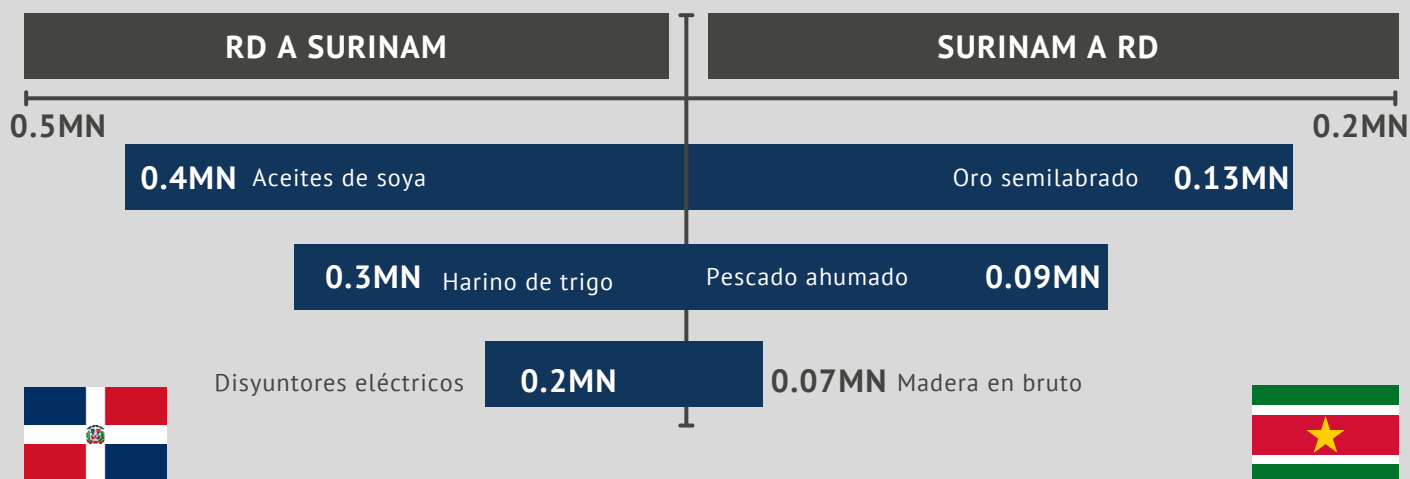 RD A SURINAM
SURINAM A RD
0.5MN
0.2MN
0.4MN Aceites de soya
Oro semilabrado 0.13MN
0.3MN Harino de trigo
Pescado ahumado 0.09MN
Disyuntores eléctricos 0.2MN
0.07MN Madera en bruto